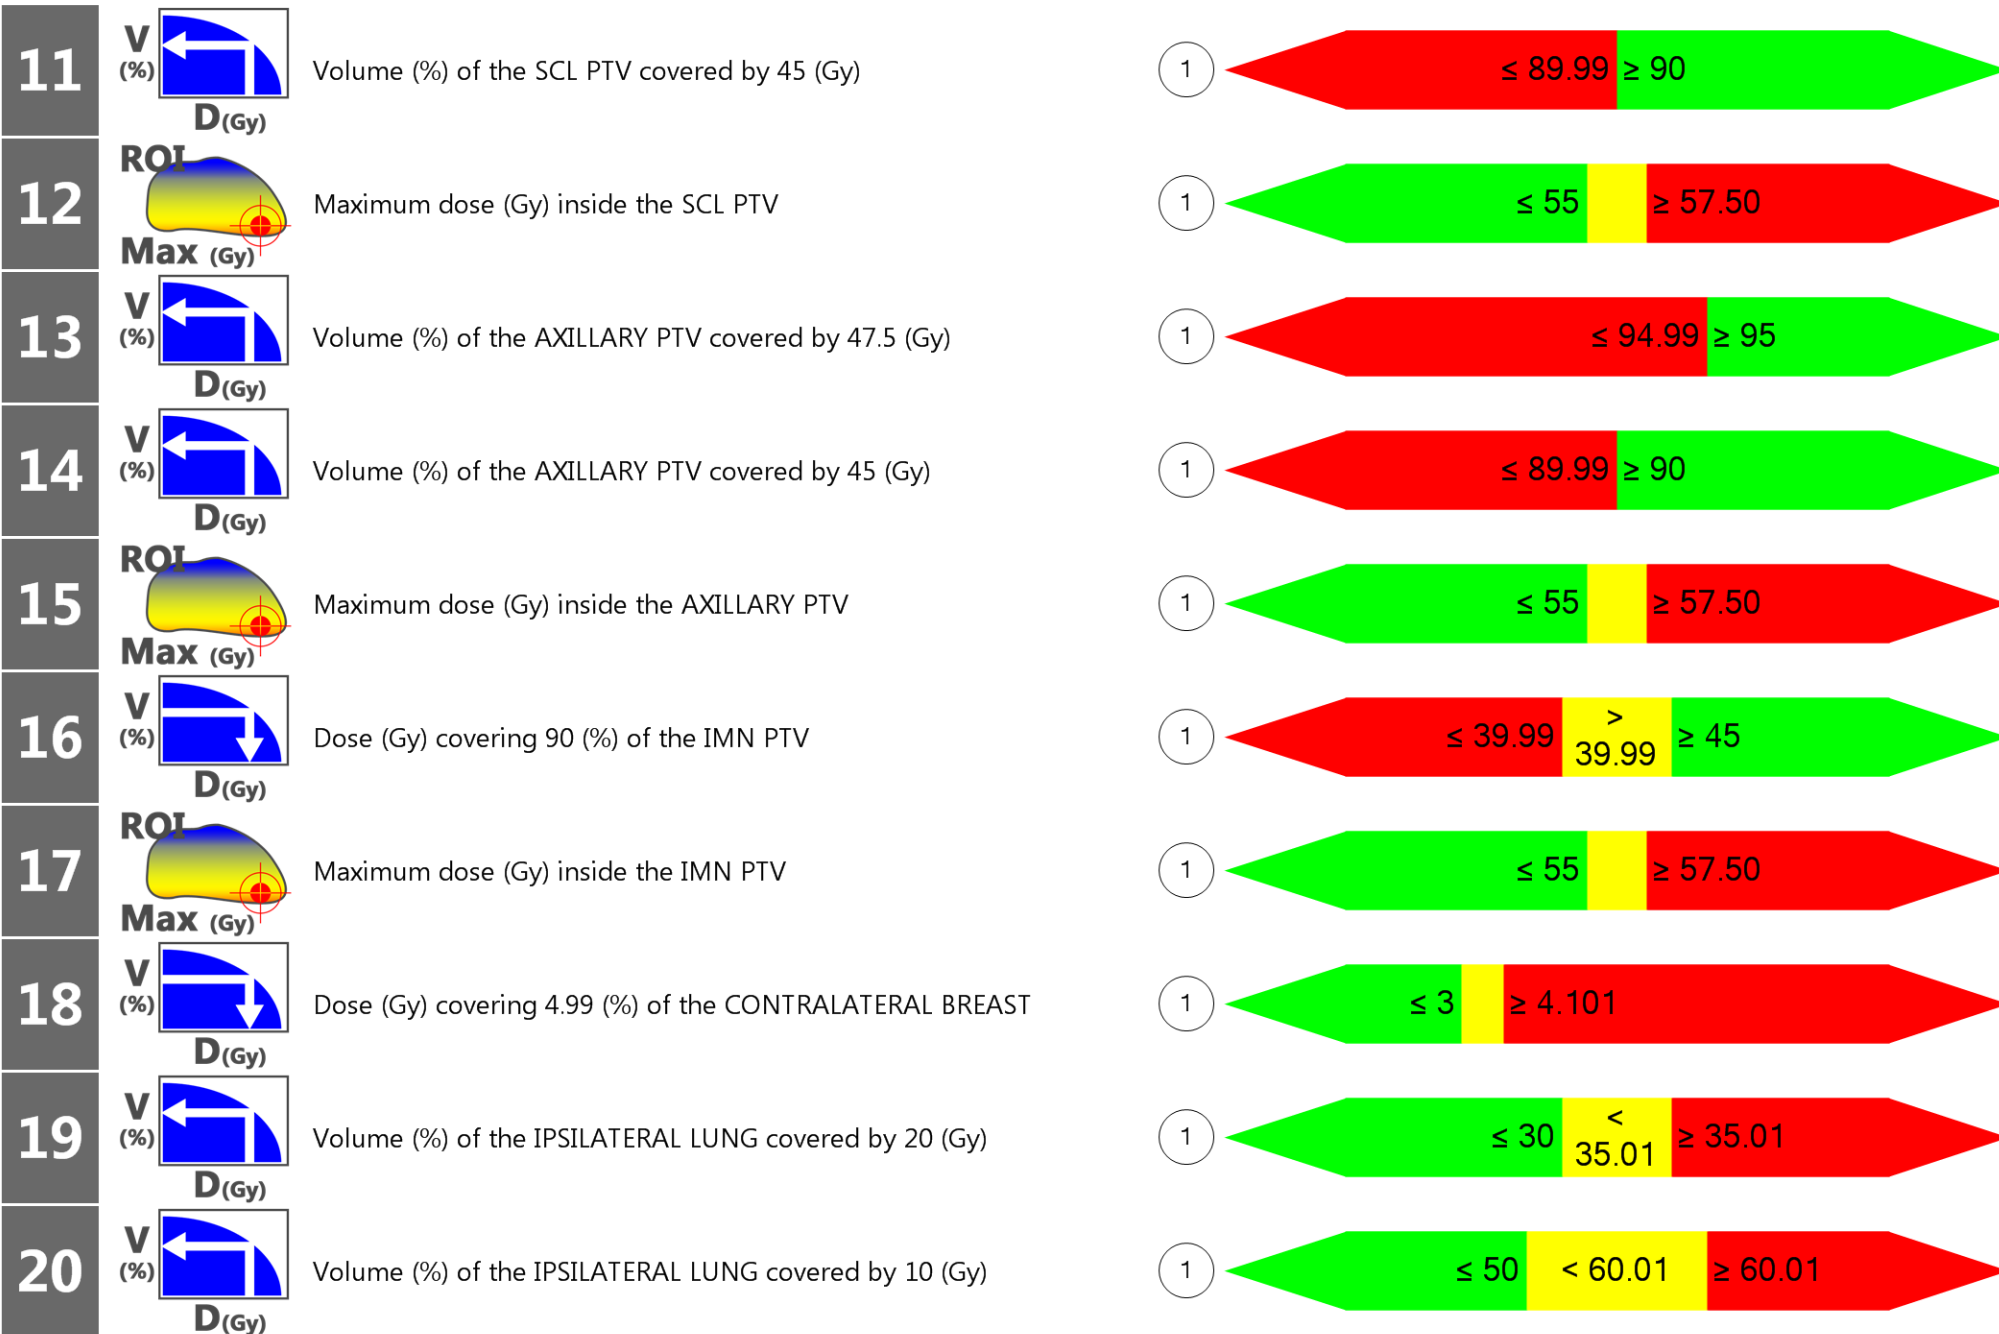 11
V
(%)
D(Gy)
Volume (%) of the SCL PTV covered by 45 (Gy)
1
≤ 89.99
≥ 90
12
ROI
Max (Gy)
Maximum dose (Gy) inside the SCL PTV
1
≤ 55
≥ 57.50
13
V
(%)
D(Gy)
Volume (%) of the AXILLARY PTV covered by 47.5 (Gy)
1
≤ 94.99
≥ 95
14
V
(%)
D(Gy)
Volume (%) of the AXILLARY PTV covered by 45 (Gy)
1
≤ 89.99
≥ 90
15
ROI
Max (Gy)
Maximum dose (Gy) inside the AXILLARY PTV
1
≤ 55
≥ 57.50
16
V
(%)
D(Gy)
Dose (Gy) covering 90 (%) of the IMN PTV
1
≤ 39.99
>
39.99
≥ 45
17
ROI
Max (Gy)
Maximum dose (Gy) inside the IMN PTV
1
≤ 55
≥ 57.50
18
V
(%)
D(Gy)
Dose (Gy) covering 4.99 (%) of the CONTRALATERAL BREAST
1
≤ 3
≥ 4.101
19
V
(%)
D(Gy)
Volume (%) of the IPSILATERAL LUNG covered by 20 (Gy)
1
≤ 30
<
35.01
≥ 35.01
20
V
(%)
D(Gy)
Volume (%) of the IPSILATERAL LUNG covered by 10 (Gy)
1
≤ 50
< 60.01
≥ 60.01